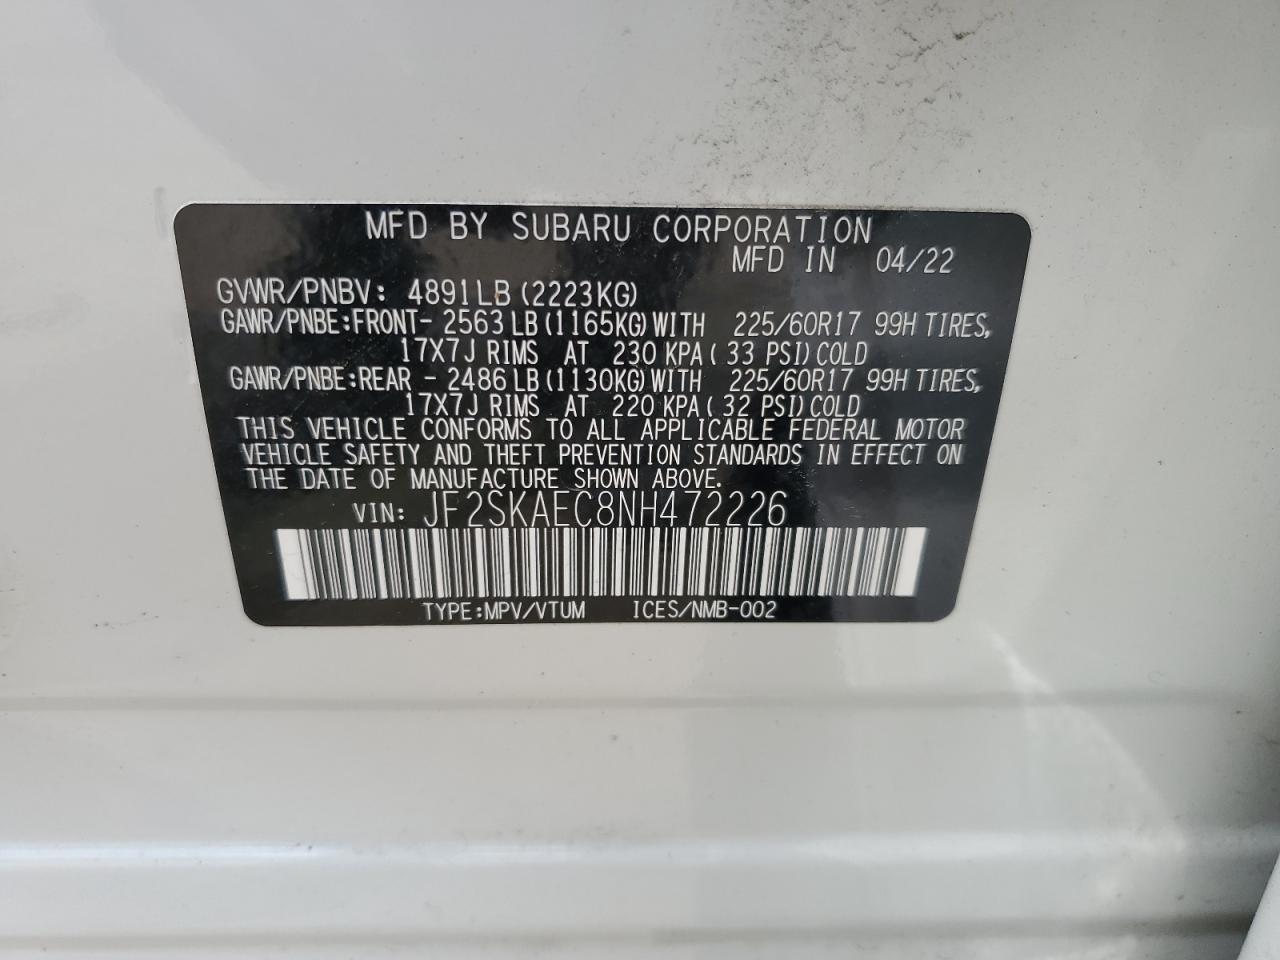 MFD BY SUBARU CORPORATION
MFD IN 04/22
GVWR/PNBV: 4891LB (2223KG)
GAWR/PNBE:FRONT- 2563LB(1165KG)WITH 225/60R17 99H TIRES,
17X7J RIMS AT 230 KPA( 33 PSI)COLD
GAWR/PNBE:REAR - 2486LB(1130KG)WITH 225/60R17 99H TIRES,
17X7J RIMS AT 220 KPA( 32 PSI)COLD
THIS VEHICLE CONFORMS TO ALL APPLICABLE FEDERAL MOTOR
VEHICLE SAFETY AND THEFT PREVENTION STANDARDS IN EFFECT ON
THE DATE OF MANUFACTURE SHOWN ABOVE.
VIN: JF2SKAEC8NH472226
TYPE:MPV/VTUM ICES/NMB-002